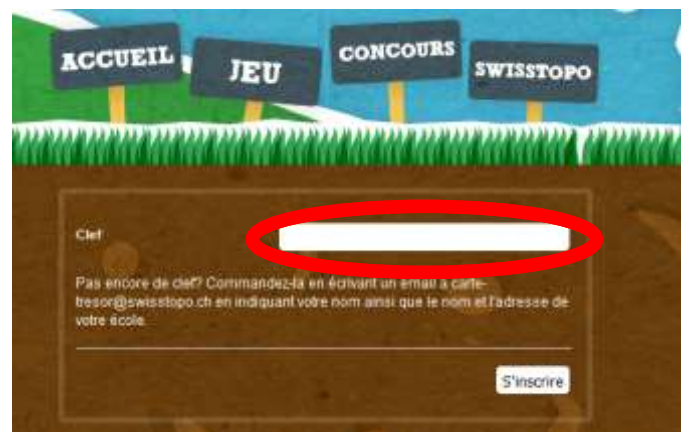 ACCUEIL
JEU
CONCOURS
SWISSTOPO
Clef
Pas encore de clef? Commandez-la en écrivant un email à carte-
tresor@swisstopo.ch en indiquant votre nom ainsi que le nom et l'adresse de
votre école.
S'inscrire